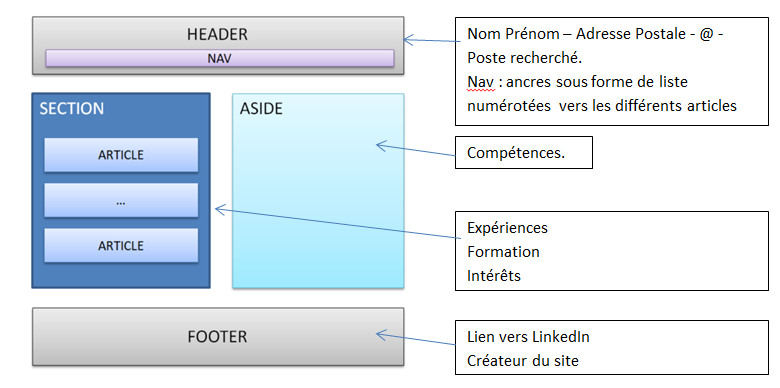 HEADER
NAV
Nom Prénom – Adresse Postale - @ -
Poste recherché.
Nav : ancres sous forme de liste
numérotées vers les différents articles
SECTION
ARTICLE
...
ARTICLE
ASIDE
Compétences.
Expériences
Formation
Intérêts
FOOTER
Lien vers LinkedIn
Créateur du site